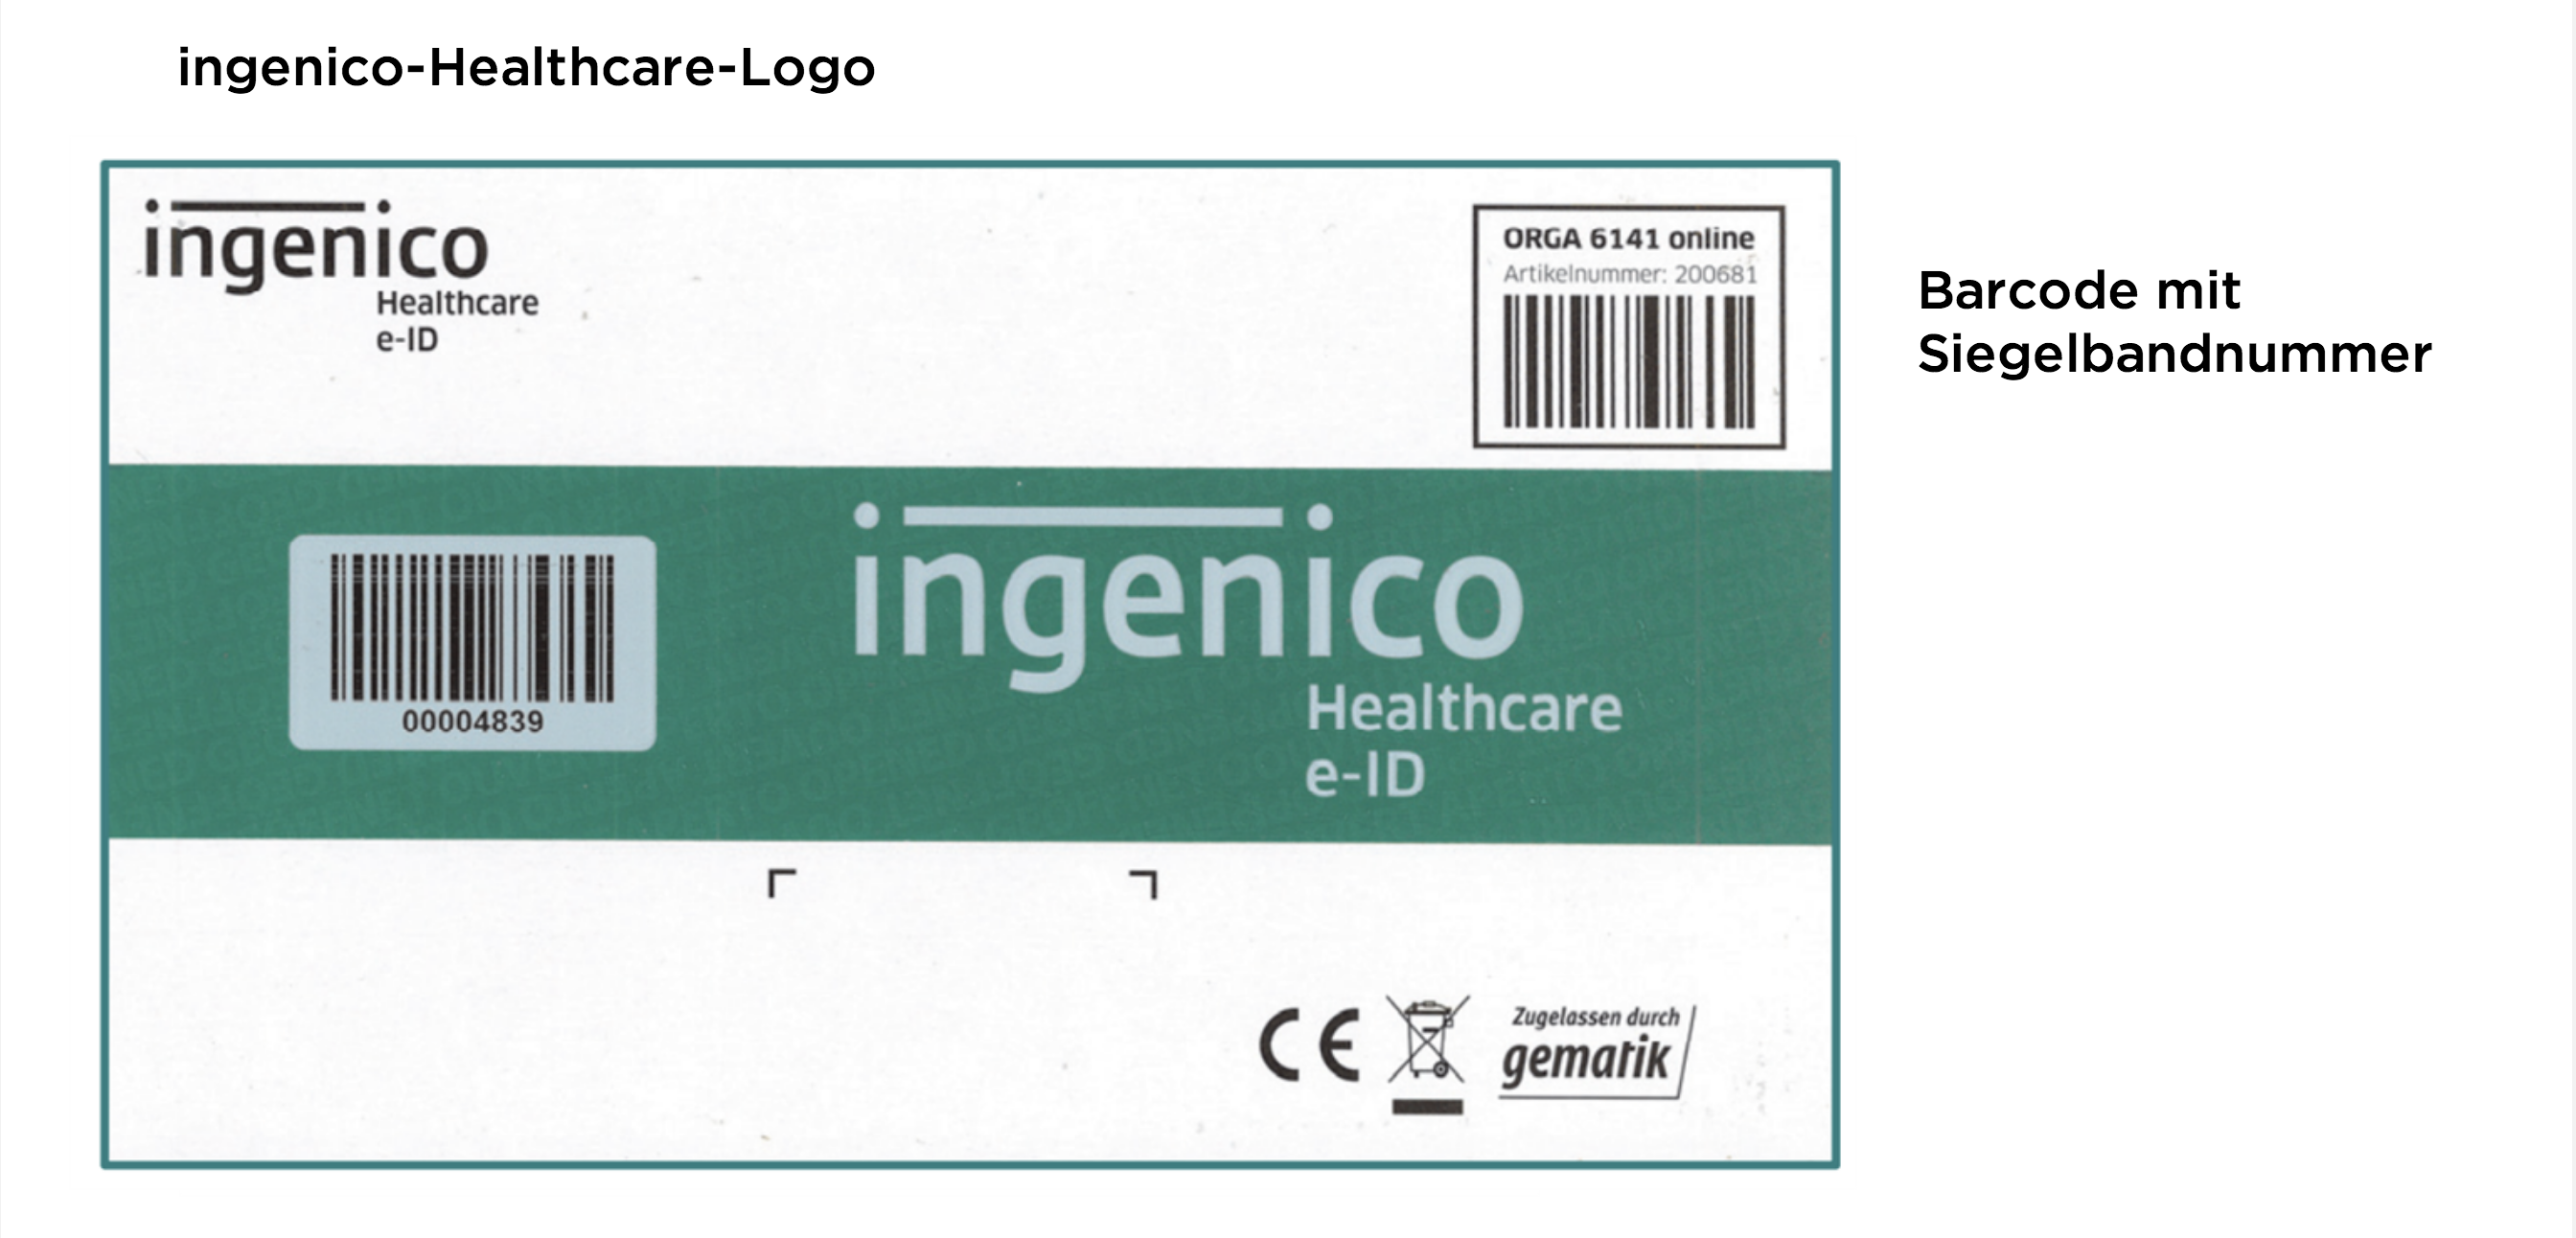 ingenico-Healthcare-Logo
ingenico
Healthcare
e-ID
ORGA 6141 online
Artikelnummer: 200681
Barcode mit
Siegelbandnummer
00004839
ingenico
Healthcare
e-ID
CE
Zugelassen durch
gematik